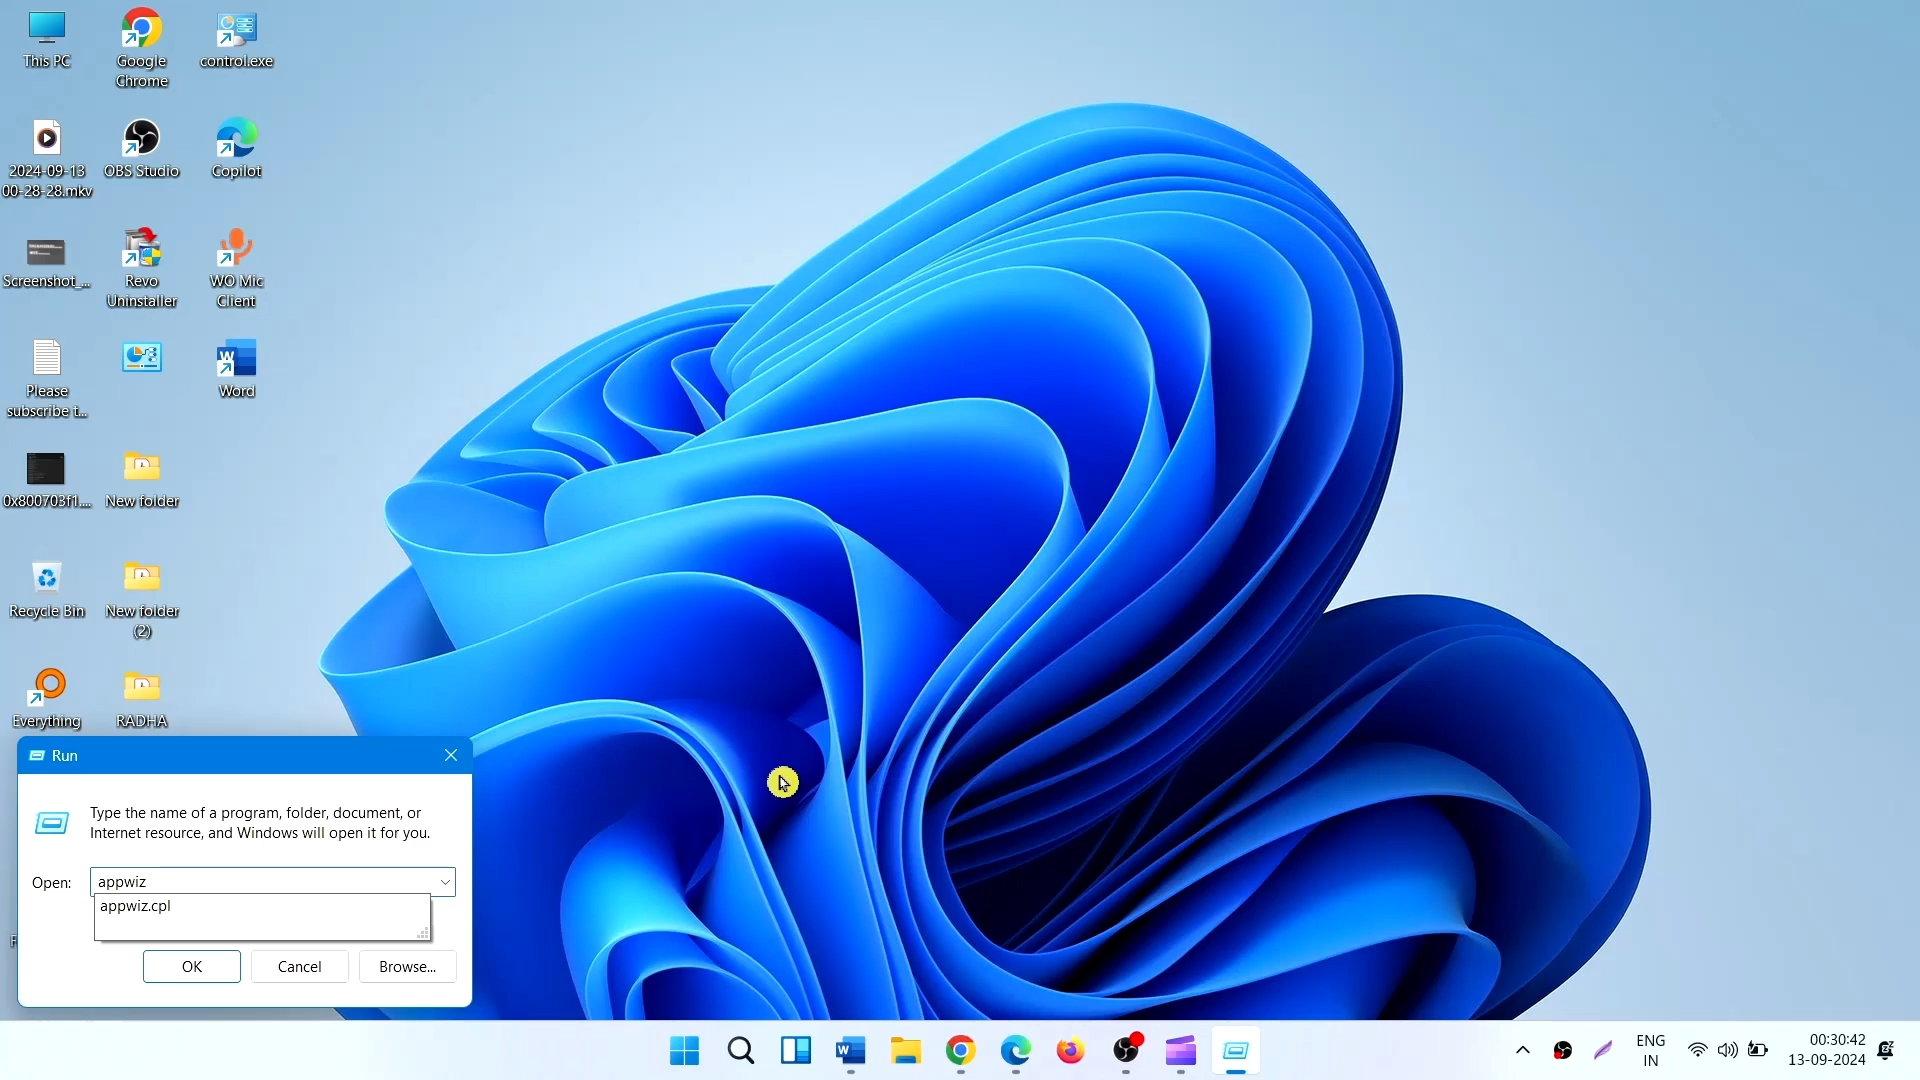 This PC
Google
Chrome
control.exe
2024-09-13
00-28-28.mkv
OBS Studio
Copilot
Screenshot_...
Revo
Uninstaller
WO Mic
Client
Please
subscribe t...
Word
0x800703f1....
New folder
Recycle Bin
New folder
(2)
Everything
RADHA
Run
Type the name of a program, folder, document, or
Internet resource, and Windows will open it for you.
Open:
appwiz
appwiz.cpl
OK
Cancel
Browse...
F
ENG
IN
00:30:42
13-09-2024